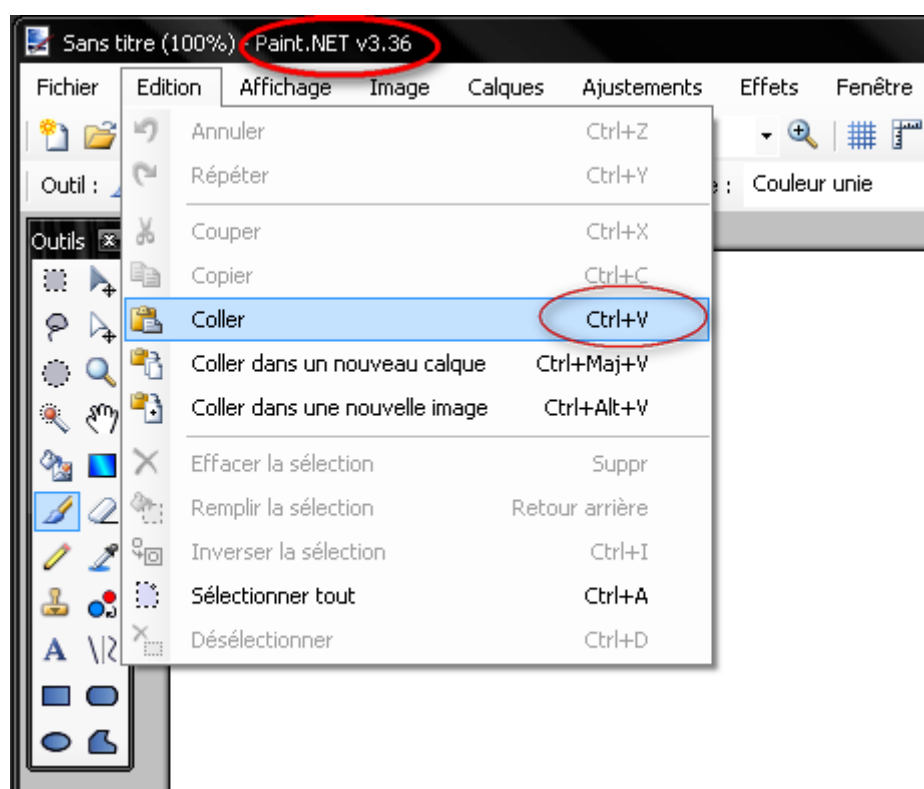 Sans titre (100%) - Paint.NET v3.36
Fichier Edition Affichage Image Calques Ajustements Effets Fenêtre
Outil : : Couleur unie
Outils
Annuler Ctrl+Z
Répéter Ctrl+Y
Couper Ctrl+X
Copier Ctrl+C
Coller Ctrl+V
Coller dans un nouveau calque Ctrl+Maj+V
Coller dans une nouvelle image Ctrl+Alt+V
Effacer la sélection Suppr
Remplir la sélection Retour arrière
Inverser la sélection Ctrl+I
Sélectionner tout Ctrl+A
Désélectionner Ctrl+D